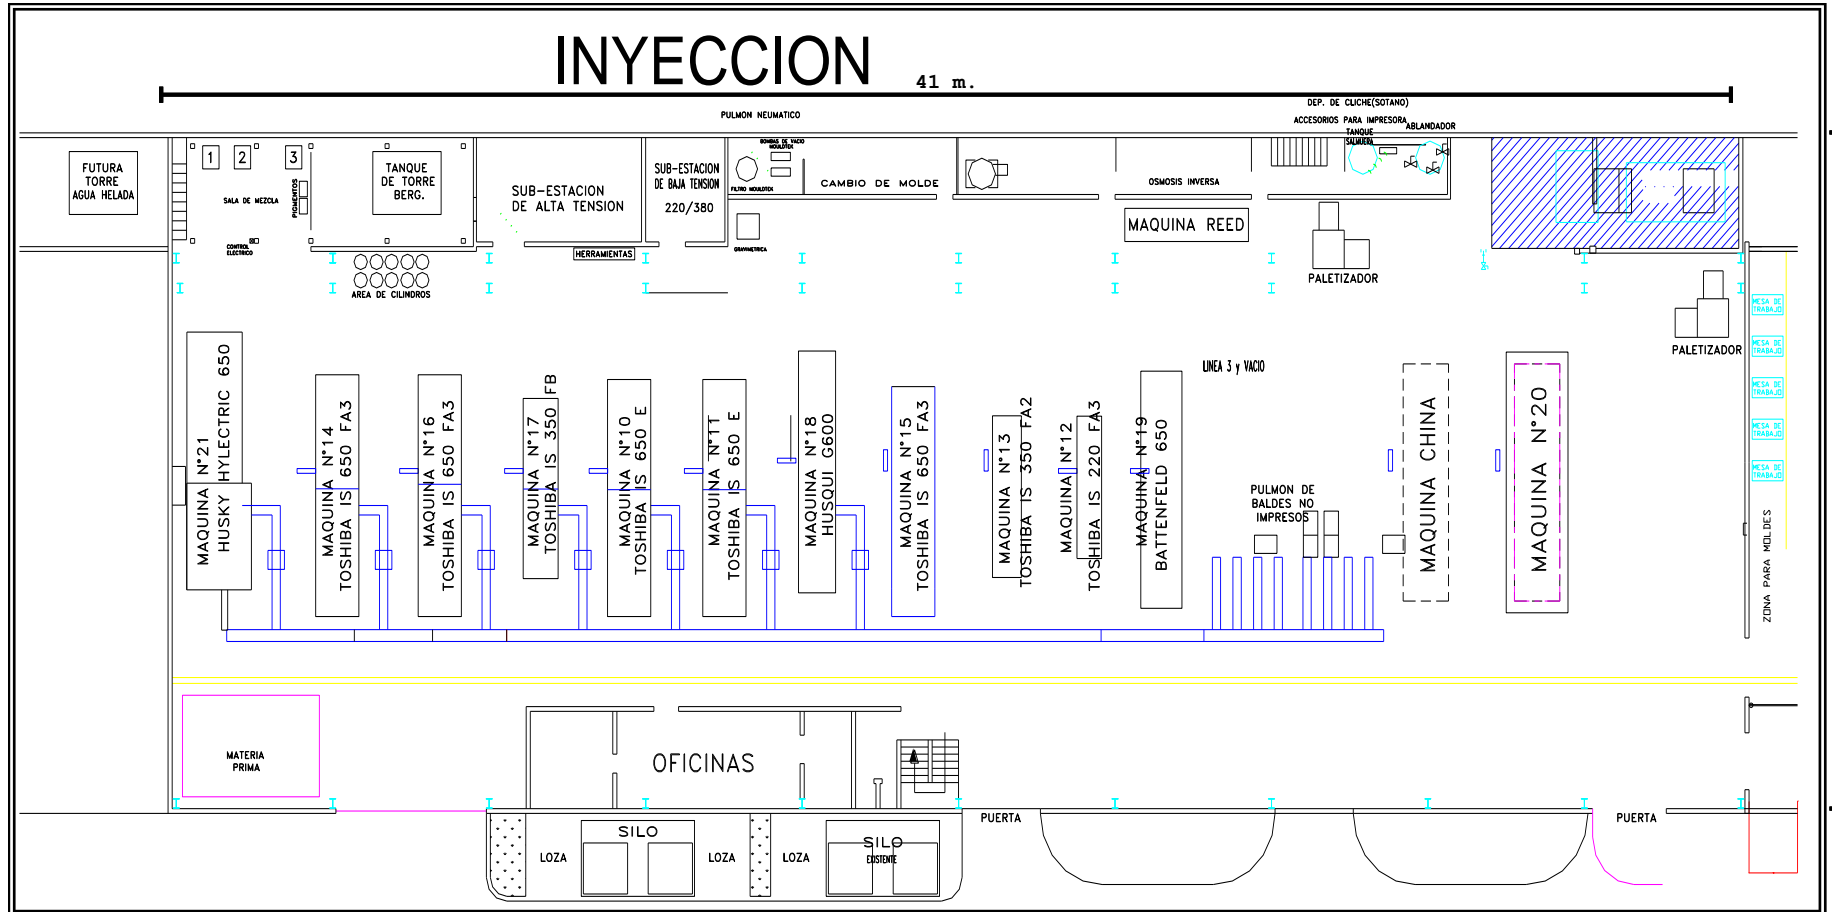 INYECCION
41 m.
PULMON NEUMATICO
DEP. DE CLICHE(SOTANO)
ACCESORIOS PARA IMPRESORA
ABLANDADOR
TANQUE
SALMUERA
FUTURA
TORRE
AGUA HELADA
1
2
3
SALA DE MEZCLA
PIGMENTOS
CONTROL
ELECTRICO
TANQUE
DE TORRE
BERG.
SUB-ESTACION
DE ALTA TENSION
SUB-ESTACION
DE BAJA TENSION
220/380
BOMBAS DE VACIO
MOULDTEK
FILTRO MOULDTEK
CAMBIO DE MOLDE
OSMOSIS INVERSA
MAQUINA REED
GRAVIMETRICA
HERRAMIENTAS
AREA DE CILINDROS
PALETIZADOR
PALETIZADOR
MESA DE
TRABAJO
MESA DE
TRABAJO
MESA DE
TRABAJO
MESA DE
TRABAJO
MESA DE
TRABAJO
LINEA 3 y VACIO
MAQUINA N°21
HUSKY HYLECTRIC 650
MAQUINA N°14
TOSHIBA IS 650 FA3
MAQUINA N°16
TOSHIBA IS 650 FA3
MAQUINA N°17
TOSHIBA IS 350 FB
MAQUINA N°10
TOSHIBA IS 650 E
MAQUINA N°11
TOSHIBA IS 650 E
MAQUINA N°18
HUSQUI G600
MAQUINA N°15
TOSHIBA IS 650 FA3
MAQUINA N°13
TOSHIBA IS 350 FA2
MAQUINA N°12
TOSHIBA IS 220 FA3
MAQUINA N°19
BATTENFELD 650
PULMON DE
BALDES NO
IMPRESOS
MAQUINA CHINA
MAQUINA N°20
ZONA PARA MOLDES
MATERIA
PRIMA
OFICINAS
PUERTA
PUERTA
LOZA
SILO
LOZA
LOZA
SILO
EXISTENTE